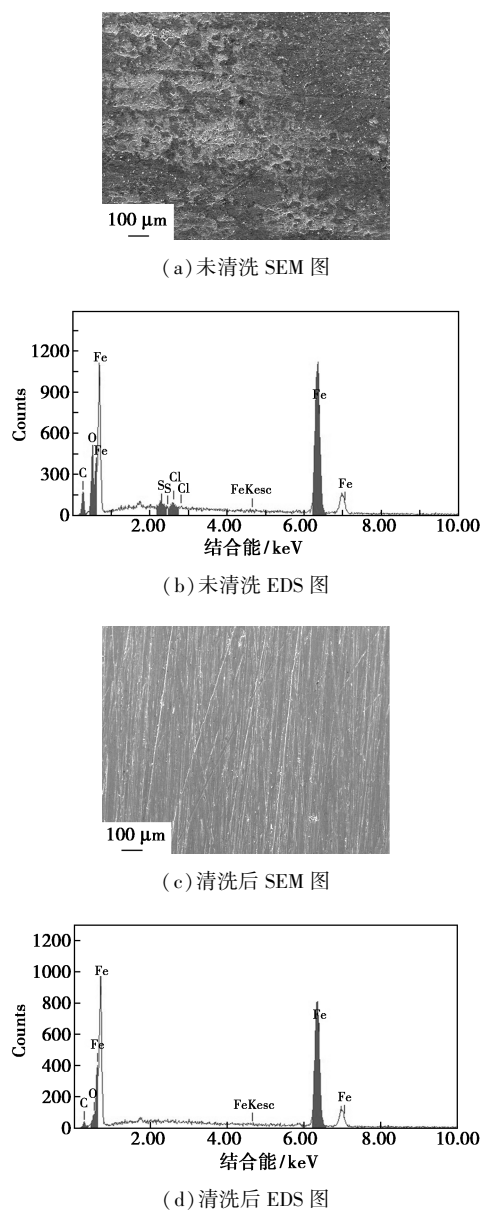 100 μm
(a)未清洗 SEM 图
1200
900
600
300
0
Counts
C
O
Fe
Fe
S
S
Cl
Cl
FeKesc
Fe
Fe
2.00 4.00 6.00 8.00 10.00
结合能/keV
(b)未清洗 EDS 图
100 μm
(c)清洗后 SEM 图
1200
1000
800
600
400
200
0
Counts
C
O
Fe
Fe
FeKesc
Fe
Fe
2.00 4.00 6.00 8.00 10.00
结合能/keV
(d)清洗后 EDS 图